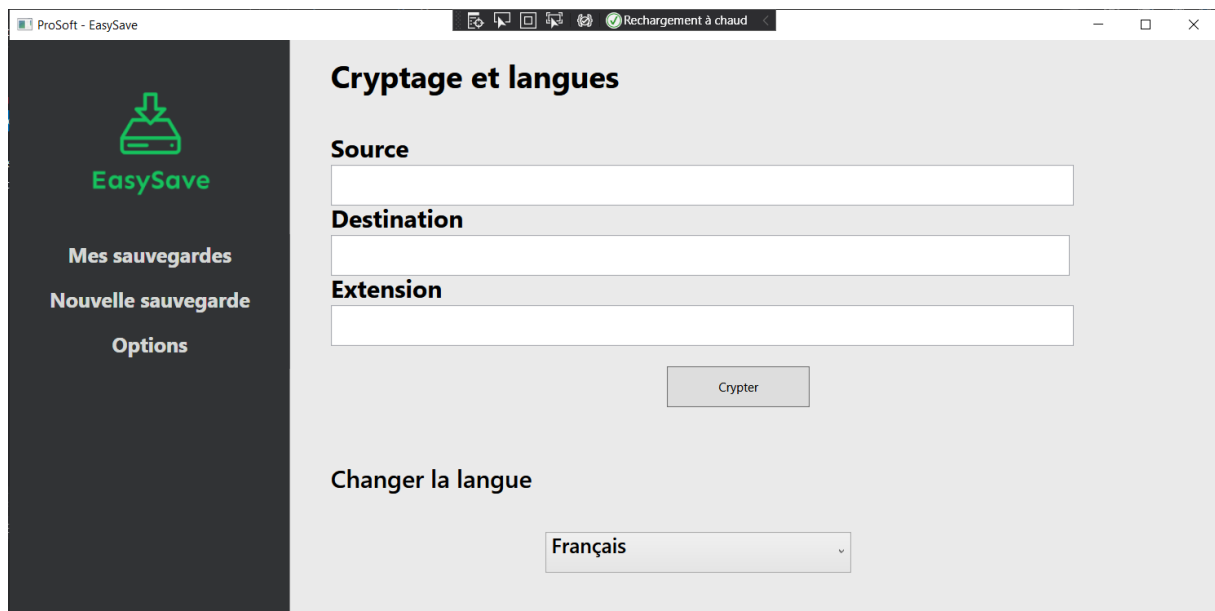 ProSoft - EasySave
Rechargement à chaud
EasySave
Mes sauvegardes
Nouvelle sauvegarde
Options
Cryptage et langues
Source
Destination
Extension
Crypter
Changer la langue
Français